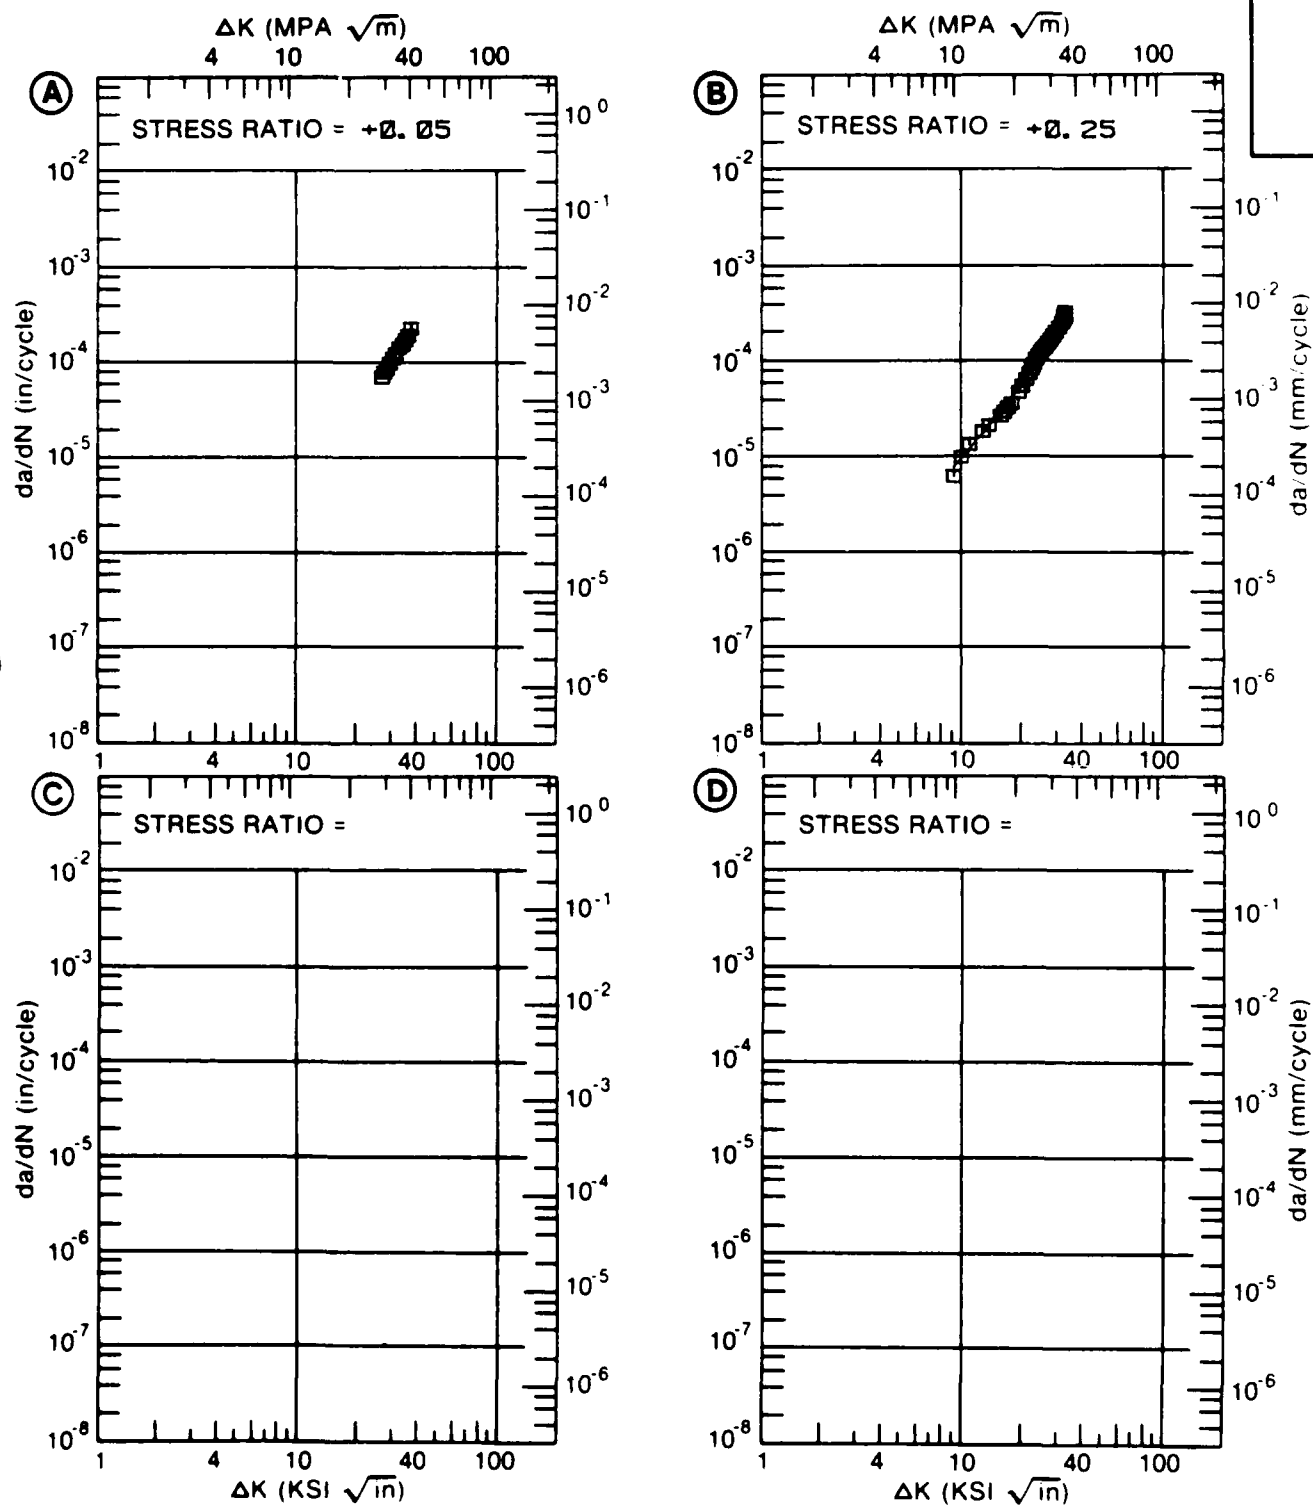 ΔK (MPA √m) ΔK (MPA √m)
4 10 40 100 4 10 40 100
A B
STRESS RATIO = +0.05 STRESS RATIO = +0.25
10^0
10^-2 10^-2
10^-1 10^-1
10^-3 10^-3
10^-2 10^-2
10^-4 10^-4
10^-3 10^-3
10^-5 10^-5
10^-4 10^-4
10^-6 10^-6
10^-5 10^-5
10^-7 10^-7
10^-6 10^-6
10^-8 10^-8
da/dN (in/cycle) da/dN (mm/cycle)
1 4 10 40 100 1 4 10 40 100
C D
STRESS RATIO = STRESS RATIO =
10^0 10^0
10^-2 10^-2
10^-1 10^-1
10^-3 10^-3
10^-2 10^-2
10^-4 10^-4
10^-3 10^-3
10^-5 10^-5
10^-4 10^-4
10^-6 10^-6
10^-5 10^-5
10^-7 10^-7
10^-6 10^-6
10^-8 10^-8
da/dN (in/cycle) da/dN (mm/cycle)
1 4 10 40 100 1 4 10 40 100
ΔK (KSI √in) ΔK (KSI √in)